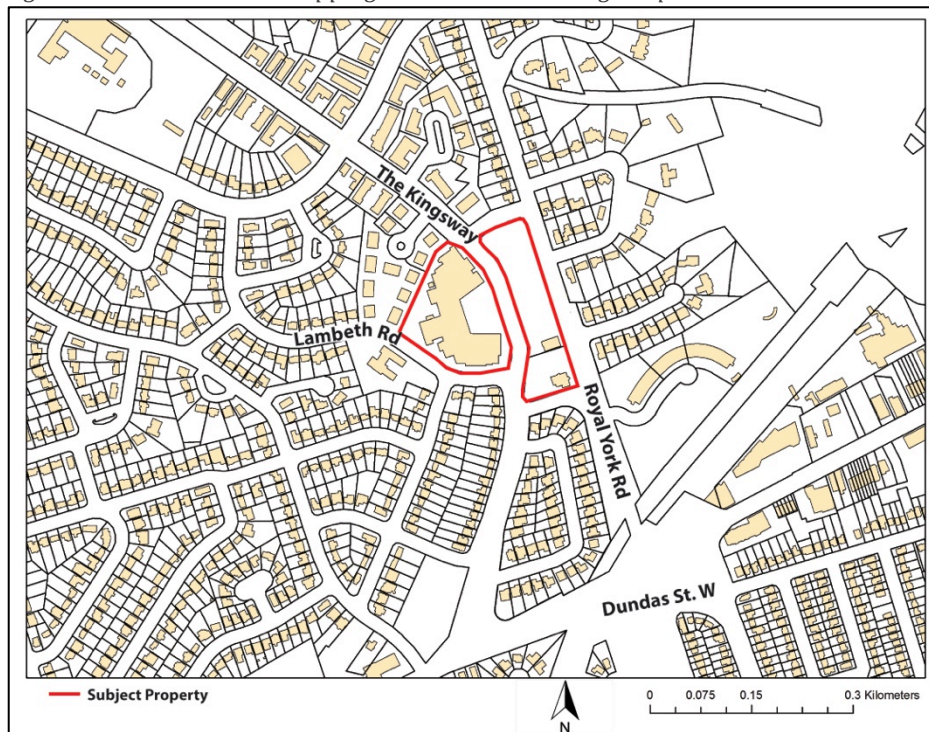 The Kingsway
Lambeth Rd
Royal York Rd
Dundas St. W
Subject Property
N
0 0.075 0.15 0.3 Kilometers